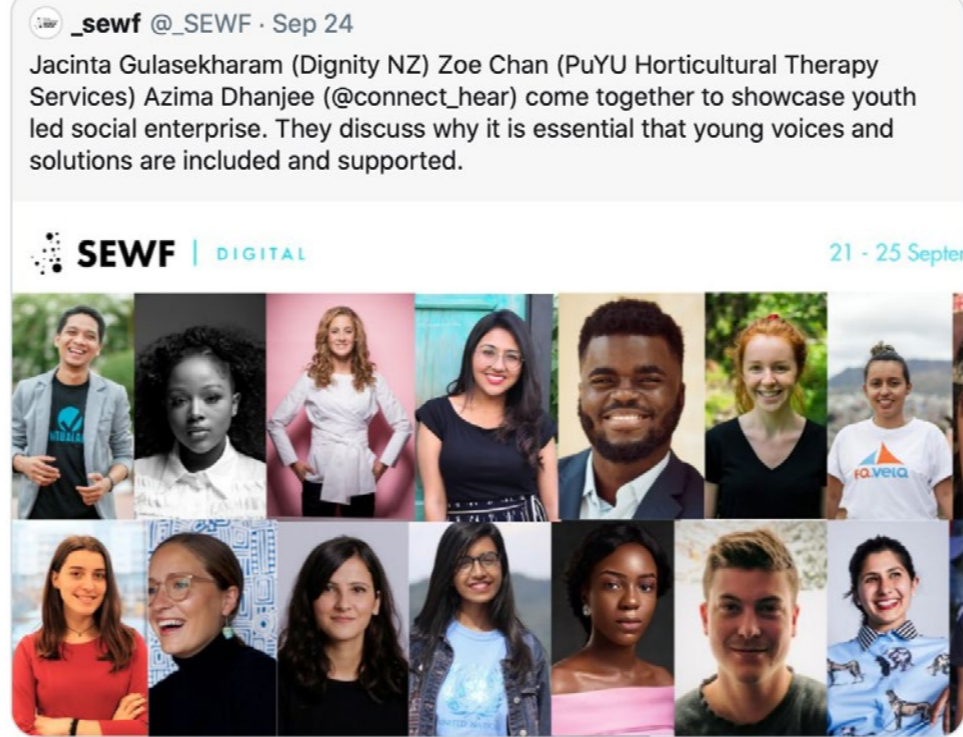 _sewf @_SEWF · Sep 24
Jacinta Gulasekharam (Dignity NZ) Zoe Chan (PuYU Horticultural Therapy
Services) Azima Dhanjee (@connect_hear) come together to showcase youth
led social enterprise. They discuss why it is essential that young voices and
solutions are included and supported.
SEWF | DIGITAL
21 - 25 Septe
FA.VELA
UNITED NATIONS